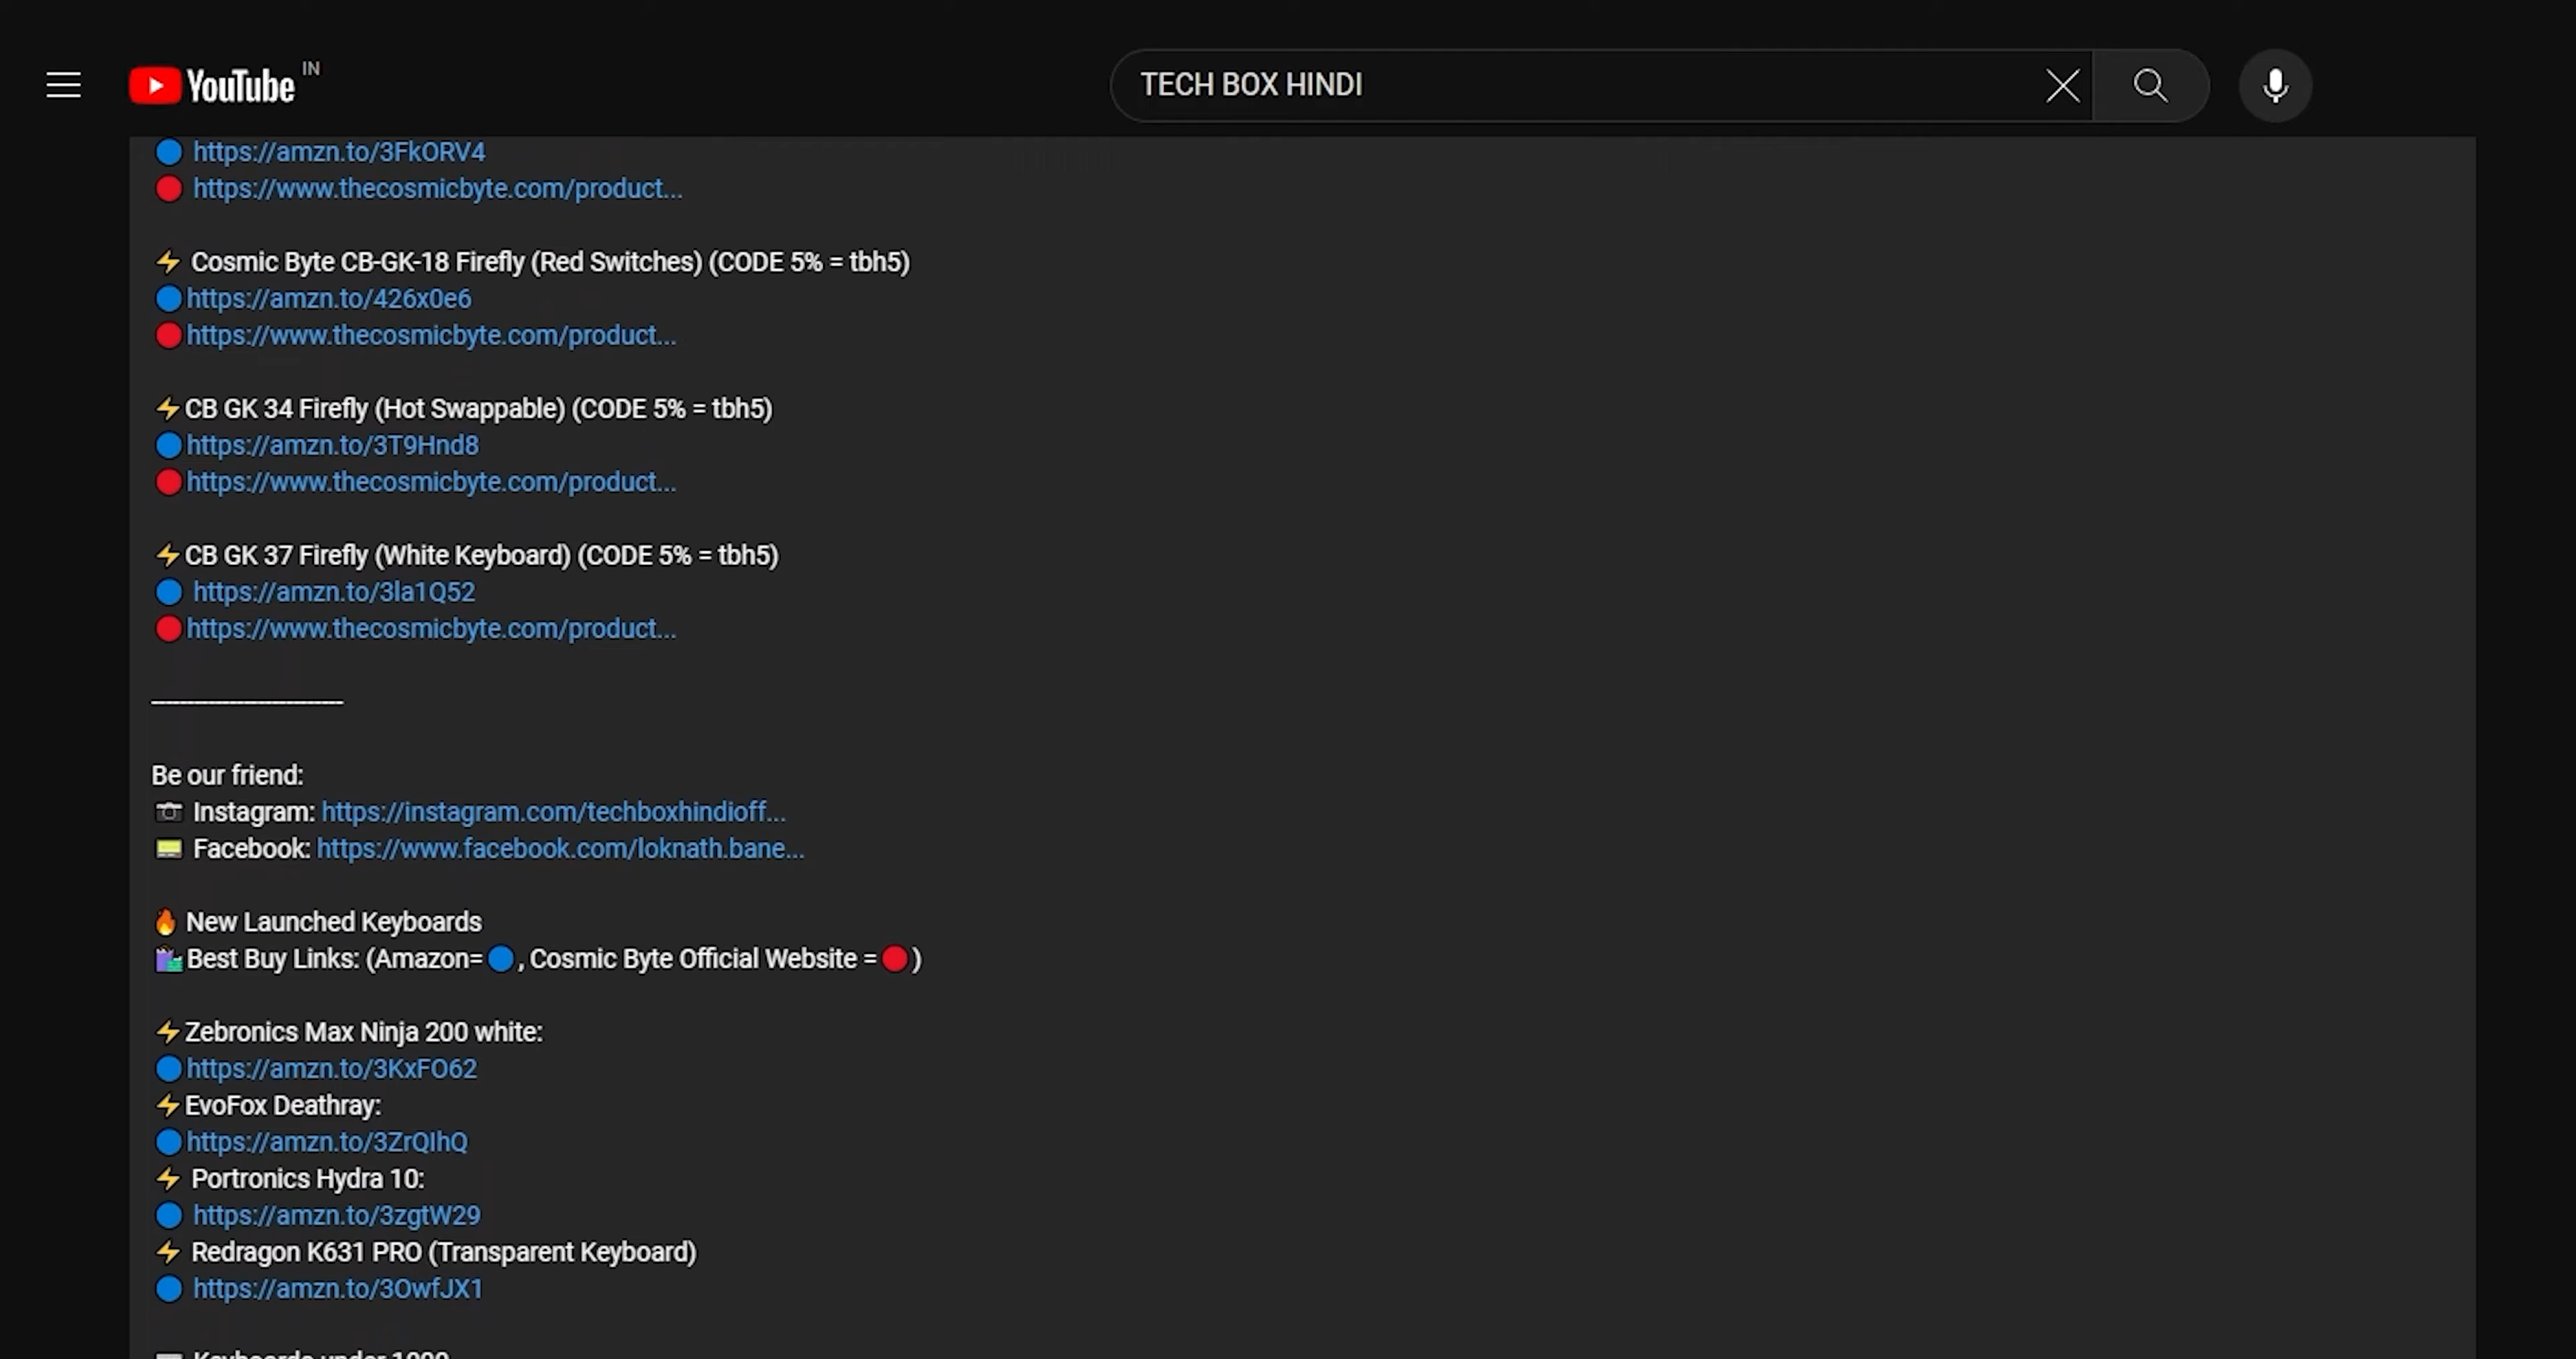 YouTube IN
TECH BOX HINDI
https://amzn.to/3FkORV4
https://www.thecosmicbyte.com/product...
⚡ Cosmic Byte CB-GK-18 Firefly (Red Switches) (CODE 5% = tbh5)
🔵https://amzn.to/426x0e6
🔴https://www.thecosmicbyte.com/product...
⚡CB GK 34 Firefly (Hot Swappable) (CODE 5% = tbh5)
🔵https://amzn.to/3T9Hnd8
🔴https://www.thecosmicbyte.com/product...
⚡CB GK 37 Firefly (White Keyboard) (CODE 5% = tbh5)
🔵 https://amzn.to/3la1Q52
🔴https://www.thecosmicbyte.com/product...
Be our friend:
📷 Instagram: https://instagram.com/techboxhindioff...
📟 Facebook: https://www.facebook.com/loknath.bane...
🔥 New Launched Keyboards
🛍️Best Buy Links: (Amazon=🔵, Cosmic Byte Official Website =🔴)
⚡Zebronics Max Ninja 200 white:
🔵https://amzn.to/3KxFO62
⚡EvoFox Deathray:
🔵https://amzn.to/3ZrQIhQ
⚡ Portronics Hydra 10:
🔵 https://amzn.to/3zgtW29
⚡ Redragon K631 PRO (Transparent Keyboard)
🔵 https://amzn.to/3OwfJX1
Keyboards under 1000